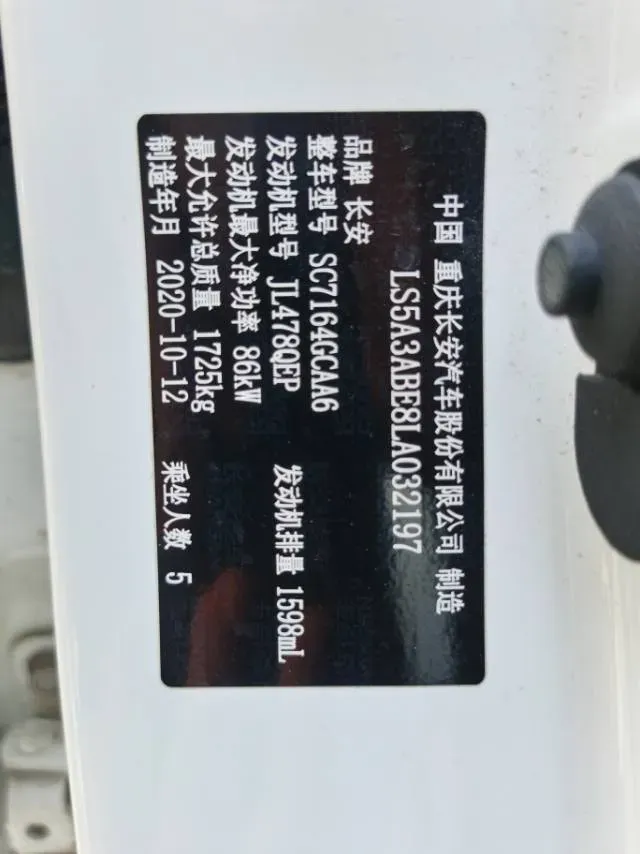 中国 重庆长安汽车股份有限公司 制造
LS5A3ABE8LA032197
品牌 长安
整车型号 SC7164GCAA6
发动机型号 JL478QEP 发动机排量 1598mL
发动机最大净功率 86kW
最大允许总质量 1725kg
制造年月 2020-10-12 乘坐人数 5